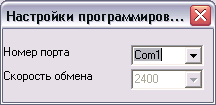 Настройки программиров...
Номер порта Com1
Скорость обмена 2400